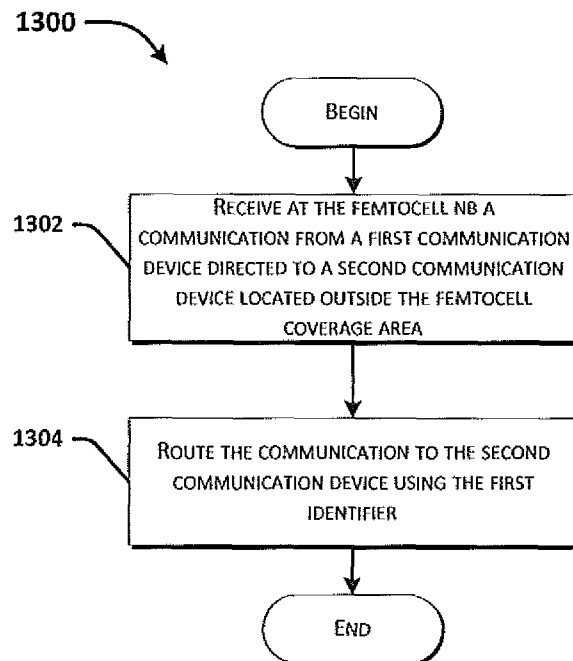 1300
BEGIN
1302
RECEIVE AT THE FEMTOCELL NB A
COMMUNICATION FROM A FIRST COMMUNICATION
DEVICE DIRECTED TO A SECOND COMMUNICATION
DEVICE LOCATED OUTSIDE THE FEMTOCELL
COVERAGE AREA
1304
ROUTE THE COMMUNICATION TO THE SECOND
COMMUNICATION DEVICE USING THE FIRST
IDENTIFIER
END